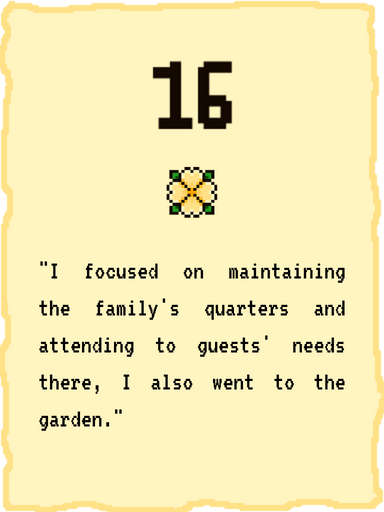 16
"I focused on maintaining
the family's quarters and
attending to guests' needs
there, I also went to the
garden."